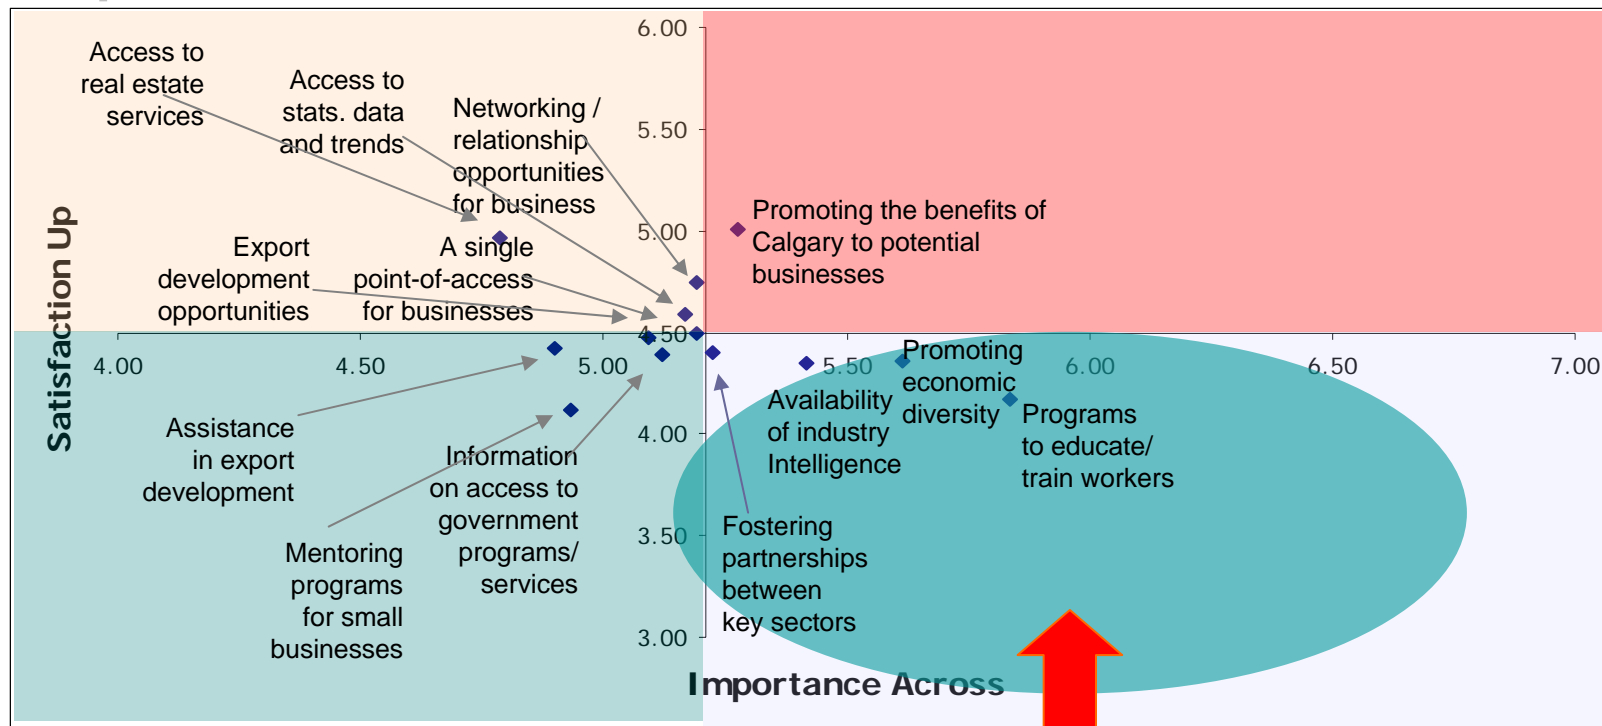 6.00
Access to
real estate
services
Access to
stats. data
and trends
Networking /
relationship
opportunities
for business
5.50
Promoting the benefits of
Calgary to potential
businesses
5.00
Satisfaction Up
Export
development
opportunities
A single
point-of-access
for businesses
4.50
4.00
4.50
5.00
5.50
6.00
6.50
7.00
Promoting
economic
diversity
Availability
of industry
Intelligence
Programs
to educate/
train workers
4.00
Assistance
in export
development
Information
on access to
government
programs/
services
Mentoring
programs
for small
businesses
3.50
Fostering
partnerships
between
key sectors
3.00
Importance Across